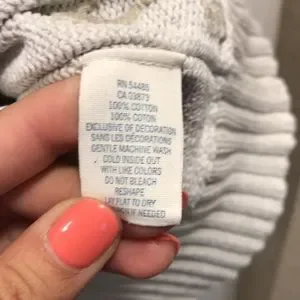 RN 54485
CA 03873
100% COTTON
100% COTON
EXCLUSIVE OF DECORATION
SANS LES DÉCORATIONS
GENTLE MACHINE WASH
COLD INSIDE OUT
WITH LIKE COLORS
DO NOT BLEACH
RESHAPE
LAY FLAT TO DRY
IF NEEDED